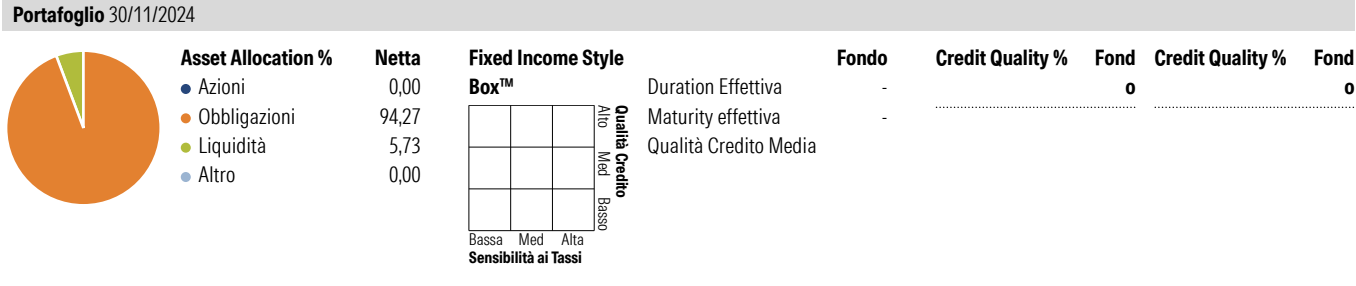 Portafoglio 30/11/2024
Asset Allocation % Netta
Azioni 0,00
Obbligazioni 94,27
Liquidità 5,73
Altro 0,00
Fixed Income Style
Box™
Alto Med Basso
Qualità Credito
Bassa Med Alta
Sensibilità ai Tassi
Fondo
Duration Effettiva -
Maturity effettiva -
Qualità Credito Media
Credit Quality % Fond
o
Credit Quality % Fond
o